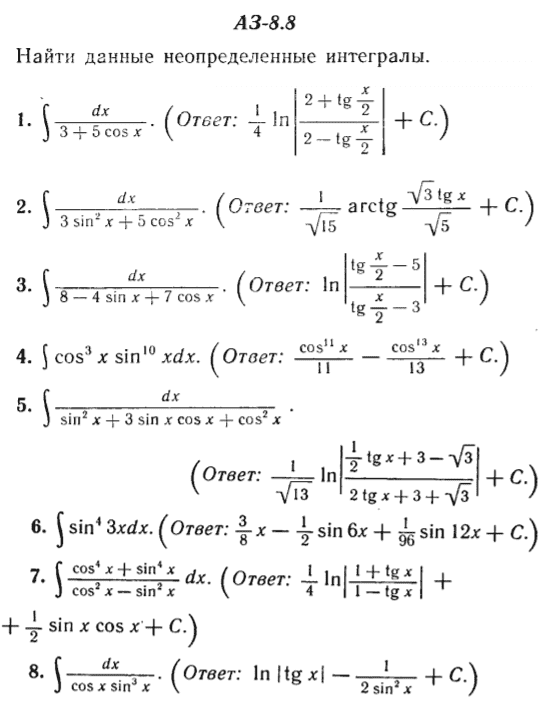 АЗ-8.8
Найти данные неопределенные интегралы.
1. ∫ dx / (3 + 5 cos x). (Ответ: 1/4 ln |(2 + tg x/2) / (2 − tg x/2)| + C.)
2. ∫ dx / (3 sin² x + 5 cos² x). (Ответ: 1/√15 arctg (√3 tg x)/√5 + C.)
3. ∫ dx / (8 − 4 sin x + 7 cos x). (Ответ: ln |(tg x/2 − 5) / (tg x/2 − 3)| + C.)
4. ∫ cos³ x sin¹⁰ xdx. (Ответ: cos¹¹ x / 11 − cos¹³ x / 13 + C.)
5. ∫ dx / (sin² x + 3 sin x cos x + cos² x).
(Ответ: 1/√13 ln |(1/2 tg x + 3 − √3) / (2 tg x + 3 + √3)| + C.)
6. ∫ sin⁴ 3xdx. (Ответ: 3/8 x − 1/2 sin 6x + 1/96 sin 12x + C.)
7. ∫ (cos⁴ x + sin⁴ x) / (cos² x − sin² x) dx. (Ответ: 1/4 ln |(1 + tg x) / (1 − tg x)| +
+ 1/2 sin x cos x + C.)
8. ∫ dx / (cos x sin³ x). (Ответ: ln |tg x| − 1 / (2 sin² x) + C.)